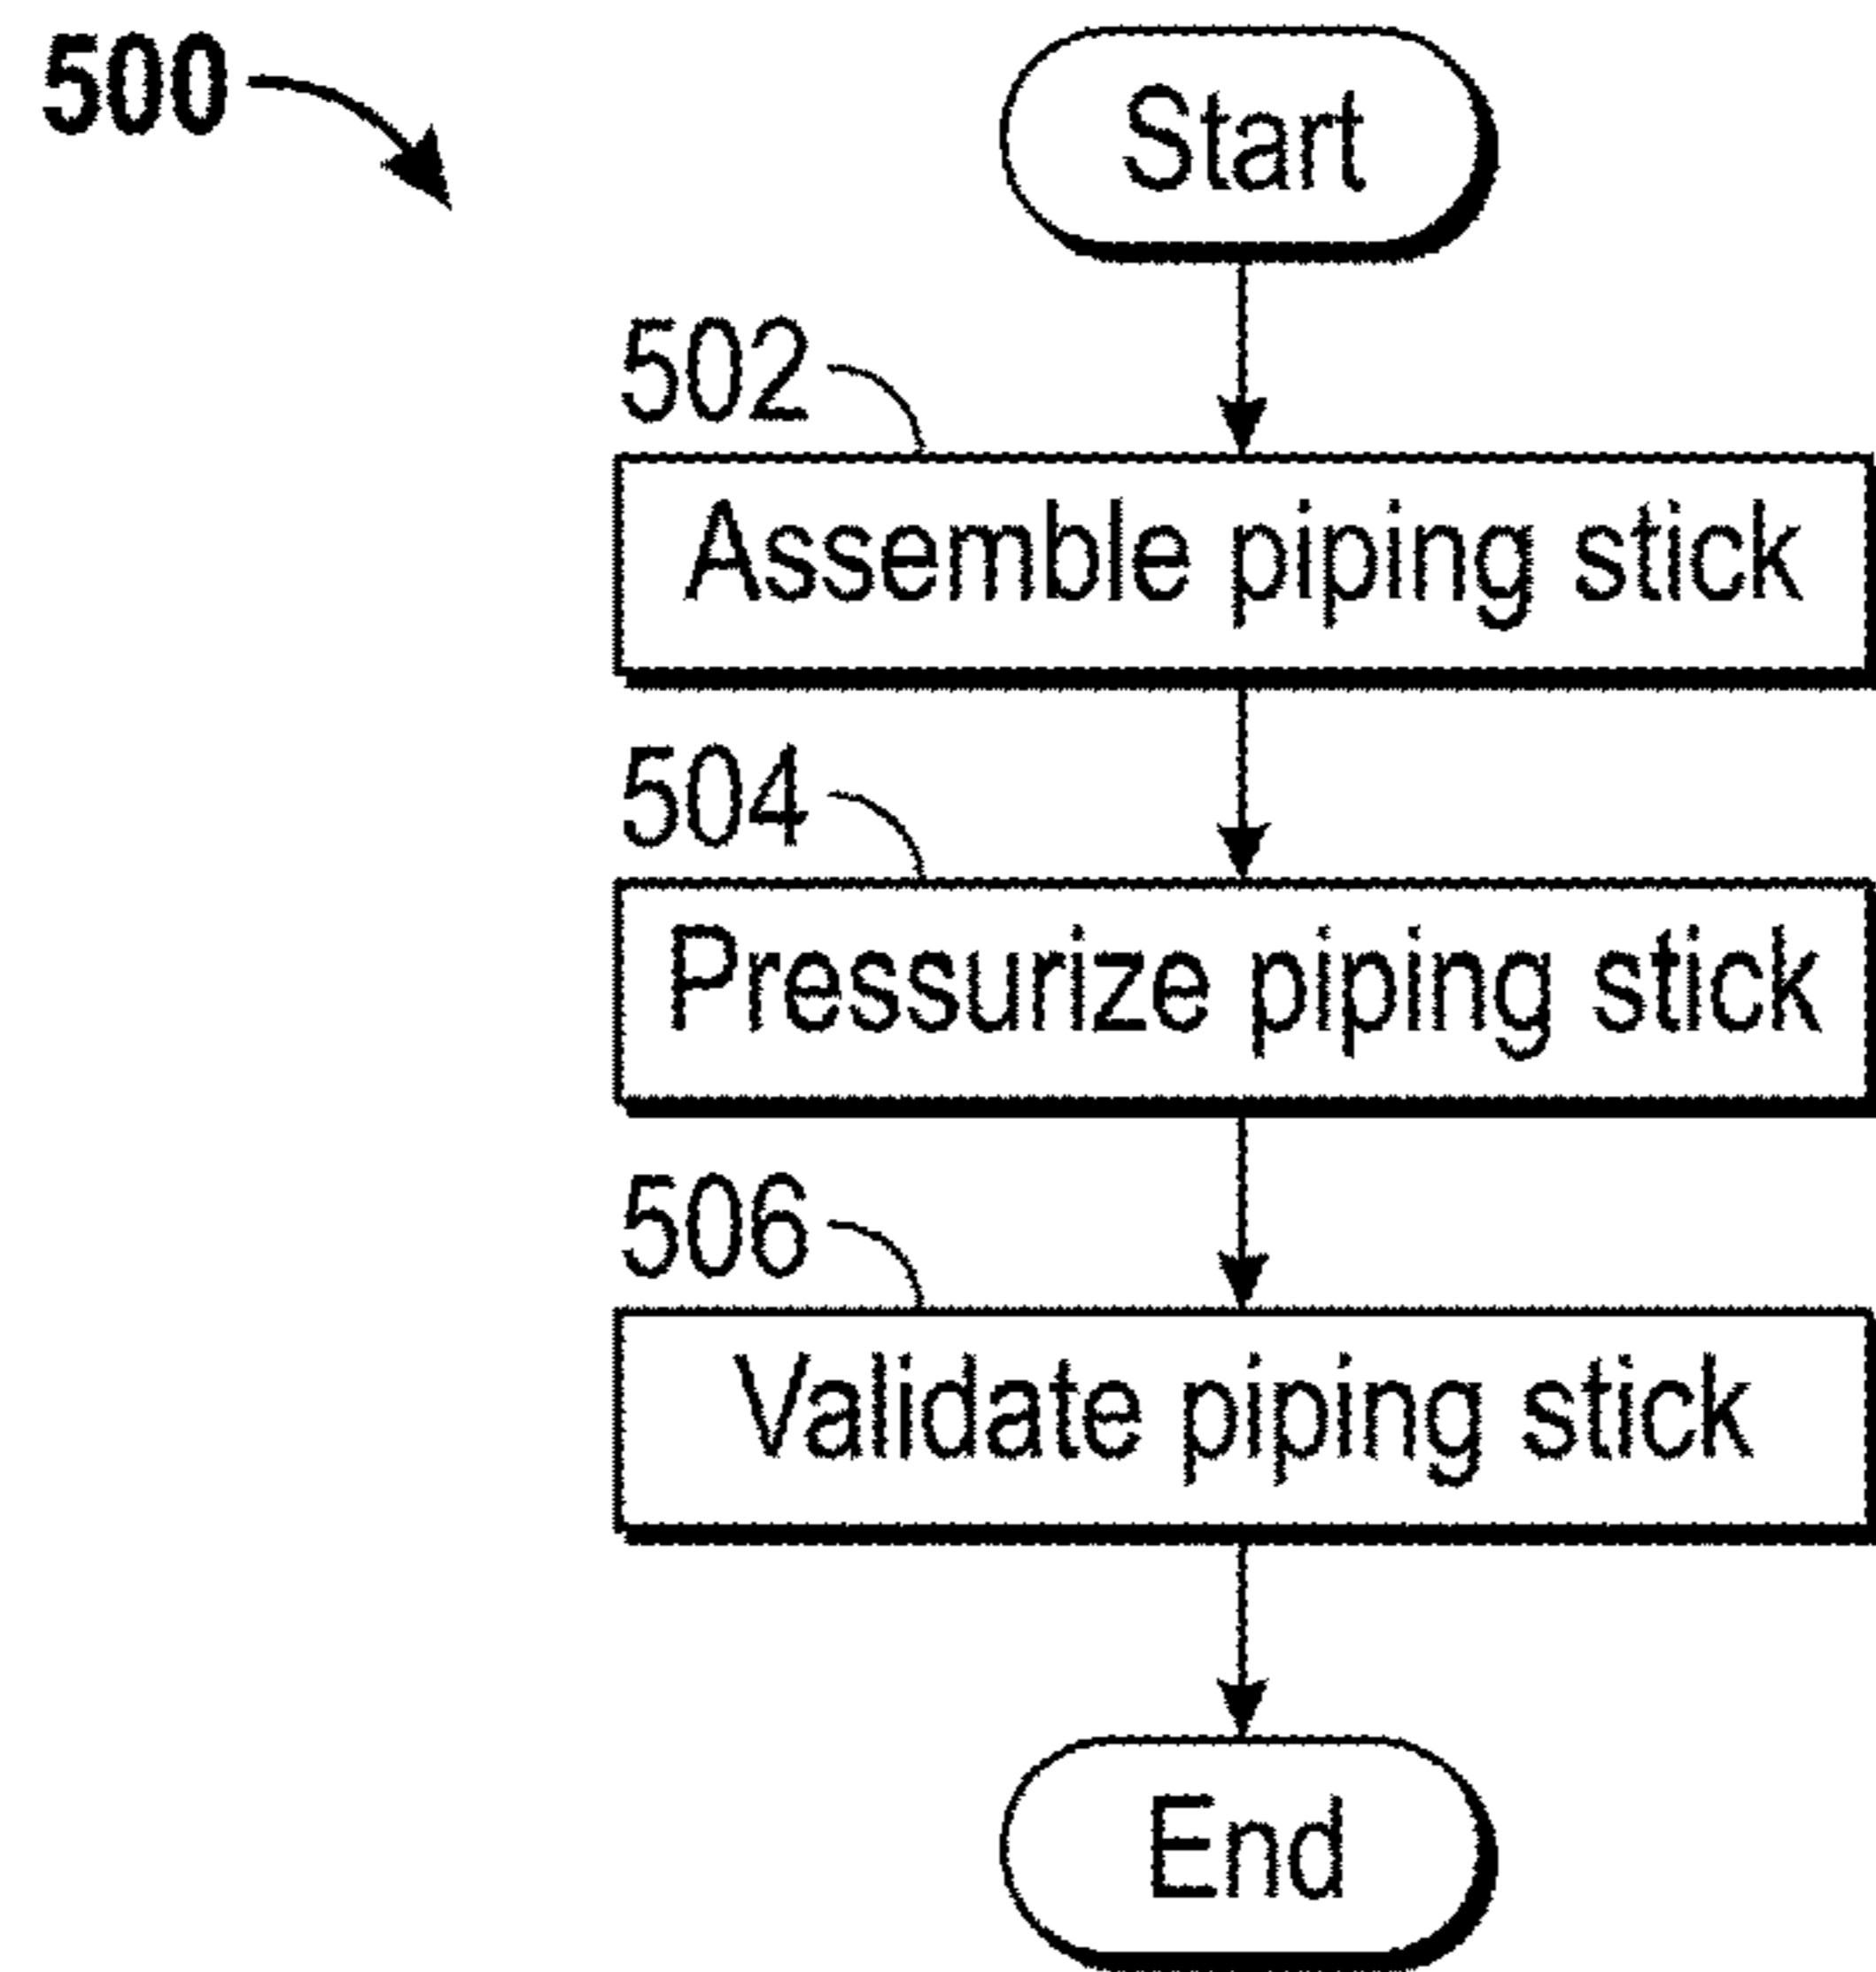 500
Start
502
Assemble piping stick
504
Pressurize piping stick
506
Validate piping stick
End